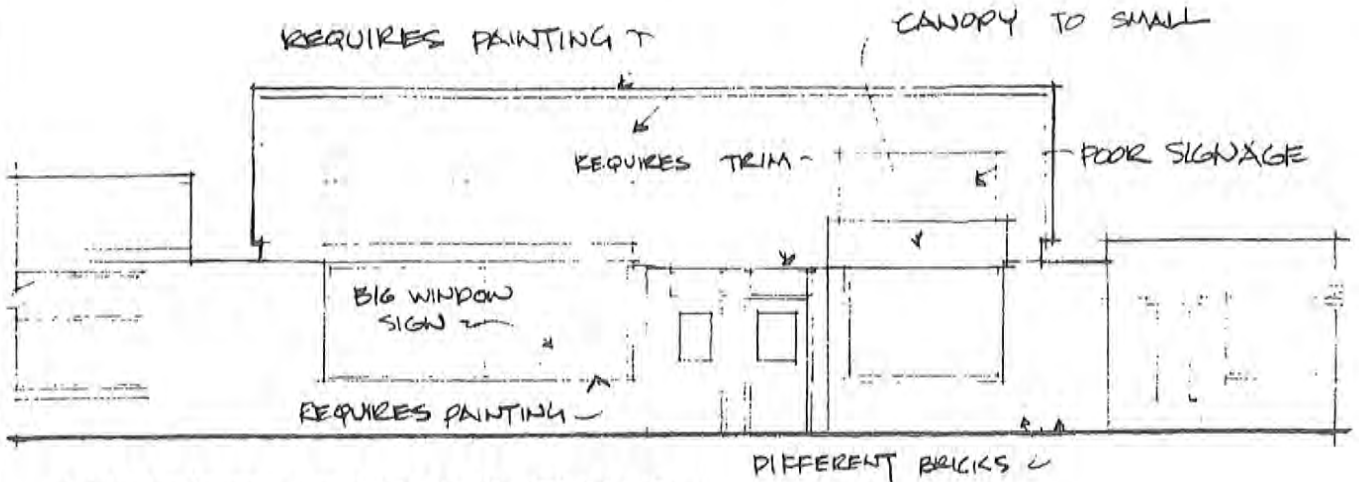 REQUIRES PAINTING
CANOPY TO SMALL
REQUIRES TRIM
POOR SIGNAGE
BIG WINDOW
SIGN
REQUIRES PAINTING
DIFFERENT BRICKS